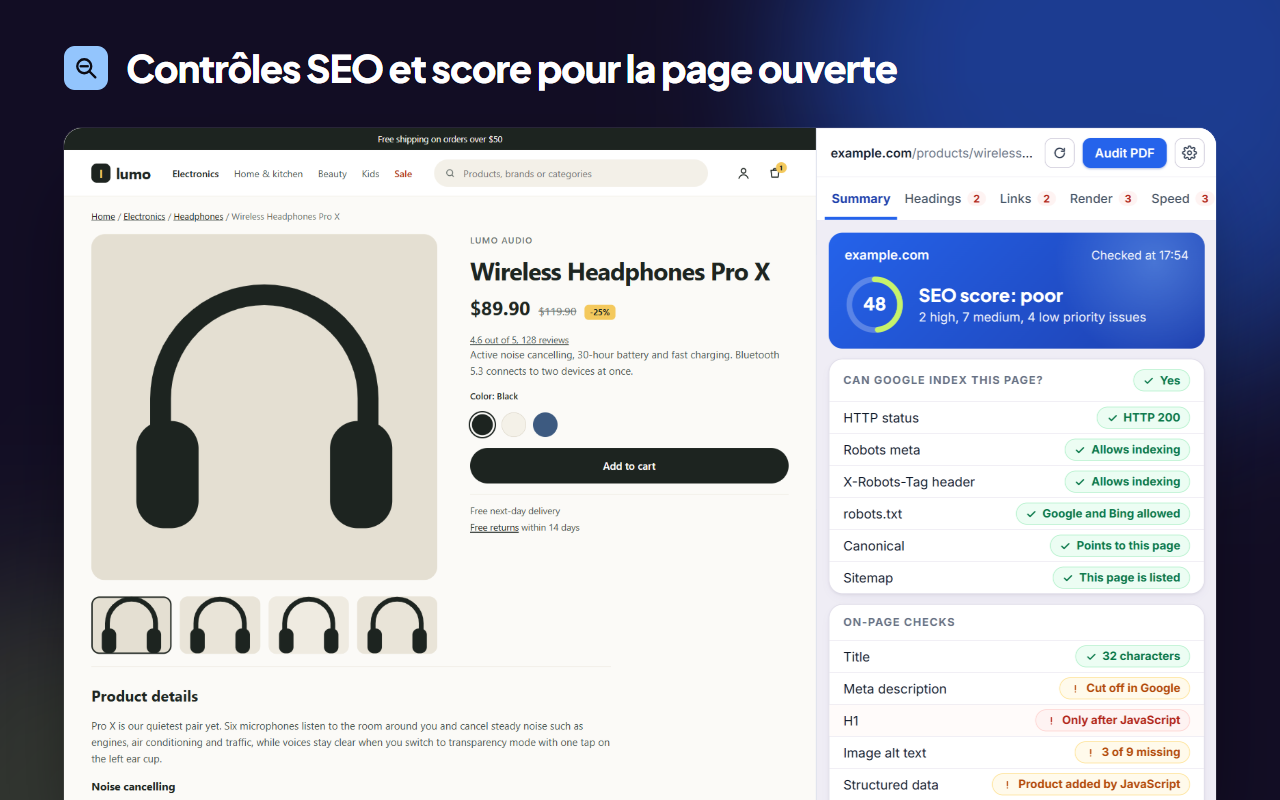 Contrôles SEO et score pour la page ouverte
Free shipping on orders over $50
lumo
Electronics Home & kitchen Beauty Kids Sale
Products, brands or categories
1
Home / Electronics / Headphones / Wireless Headphones Pro X
LUMO AUDIO
Wireless Headphones Pro X
$89.90 $119.90 -25%
4.6 out of 5, 128 reviews
Active noise cancelling, 30-hour battery and fast charging. Bluetooth
5.3 connects to two devices at once.
Color: Black
Add to cart
Free next-day delivery
Free returns within 14 days
Product details
Pro X is our quietest pair yet. Six microphones listen to the room around you and cancel steady noise such as
engines, air conditioning and traffic, while voices stay clear when you switch to transparency mode with one tap on
the left ear cup.
Noise cancelling
example.com/products/wireless...
Audit PDF
Summary Headings 2 Links 2 Render 3 Speed 3
example.com Checked at 17:54
48
SEO score: poor
2 high, 7 medium, 4 low priority issues
CAN GOOGLE INDEX THIS PAGE? Yes
HTTP status HTTP 200
Robots meta Allows indexing
X-Robots-Tag header Allows indexing
robots.txt Google and Bing allowed
Canonical Points to this page
Sitemap This page is listed
ON-PAGE CHECKS
Title 32 characters
Meta description ! Cut off in Google
H1 ! Only after JavaScript
Image alt text ! 3 of 9 missing
Structured data ! Product added by JavaScript